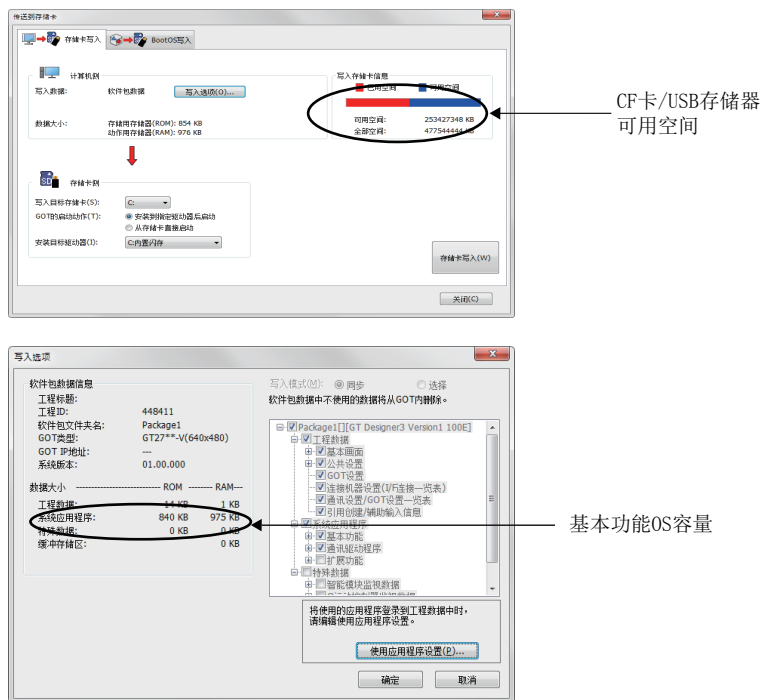 传送到存储卡
存储卡写入
BootOS写入
计算机侧
写入数据:
软件包数据
写入选项(O)...
数据大小:
存储用存储器(ROM): 854 KB
动作用存储器(RAM): 976 KB
写入存储卡信息
已用空间
可用空间
可用空间:
253427348 KB
全部空间:
477544444 KB
CF卡/USB存储器
可用空间
存储卡侧
写入目标存储卡(S):
C:
GOT的启动动作(T):
安装到指定驱动器后启动
从存储卡直接启动
安装目标驱动器(I):
C:内置闪存
存储卡写入(W)
关闭(C)
写入选项
软件包数据信息
工程标题:
工程ID:
448411
软件包文件夹名:
Package1
GOT类型:
GT27**-V(640x480)
GOT IP地址:
---
系统版本:
01.00.000
数据大小 ---------------------- ROM -------- RAM---
工程数据:
14 KB
1 KB
系统应用程序:
840 KB
975 KB
特殊数据:
0 KB
0 KB
缓冲存储区:
0 KB
写入模式(M):
同步
选择
软件包数据中不使用的数据将从GOT内删除。
Package1[][GT Designer3 Version1 100E]
工程数据
基本画面
公共设置
GOT设置
连接机器设置(I/F连接一览表)
通讯设置/GOT设置一览表
引用创建/辅助输入信息
系统应用程序
基本功能
通讯驱动程序
扩展功能
特殊数据
智能模块监视数据
将使用的应用程序登录到工程数据中时，
请编辑使用应用程序设置。
使用应用程序设置(P)...
确定
取消
基本功能OS容量